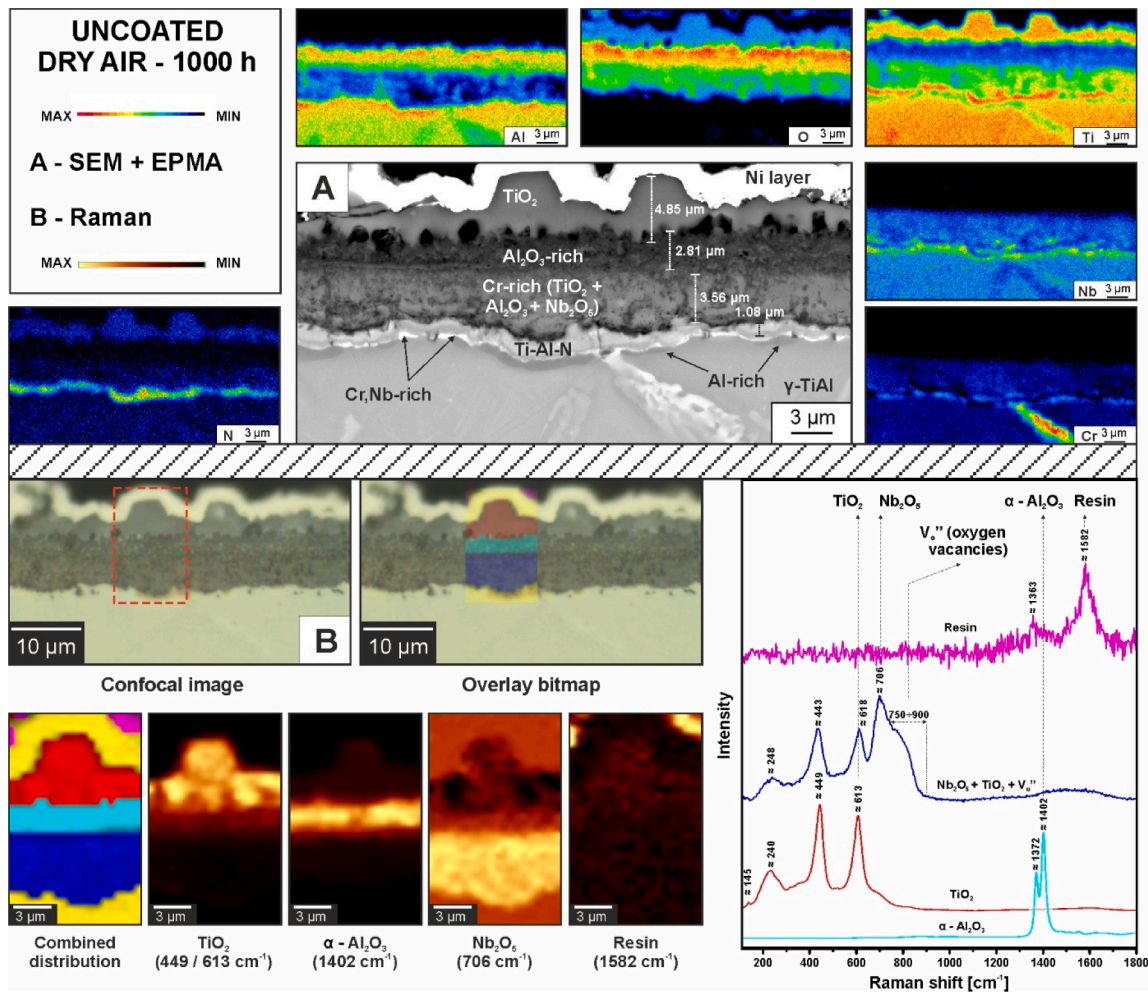 UNCOATED
DRY AIR - 1000 h
MAX MIN
A - SEM + EPMA
B - Raman
MAX MIN
Al 3 µm
O 3 µm
Ti 3 µm
A
Ni layer
TiO₂
4.85 µm
2.81 µm
Al₂O₃-rich
Cr-rich (TiO₂ +
Al₂O₃ + Nb₂O₅)
3.56 µm
1.08 µm
Ti-Al-N
Cr,Nb-rich
Al-rich
γ-TiAl
3 µm
Nb 3 µm
N 3 µm
Cr 3 µm
10 µm
B
10 µm
Confocal image
Overlay bitmap
3 µm
3 µm
3 µm
3 µm
3 µm
Combined
distribution
TiO₂
(449 / 613 cm⁻¹)
α - Al₂O₃
(1402 cm⁻¹)
Nb₂O₅
(706 cm⁻¹)
Resin
(1582 cm⁻¹)
TiO₂
Nb₂O₅
α - Al₂O₃
Resin
Vₒ'' (oxygen
vacancies)
≈ 1582
≈ 1363
Resin
≈ 706
750÷900
≈ 443
≈ 618
≈ 248
Nb₂O₅ + TiO₂ + Vₒ''
≈ 449
≈ 613
≈ 1402
≈ 1372
≈ 240
≈ 145
TiO₂
α - Al₂O₃
Intensity
200 400 600 800 1000 1200 1400 1600 1800
Raman shift [cm⁻¹]